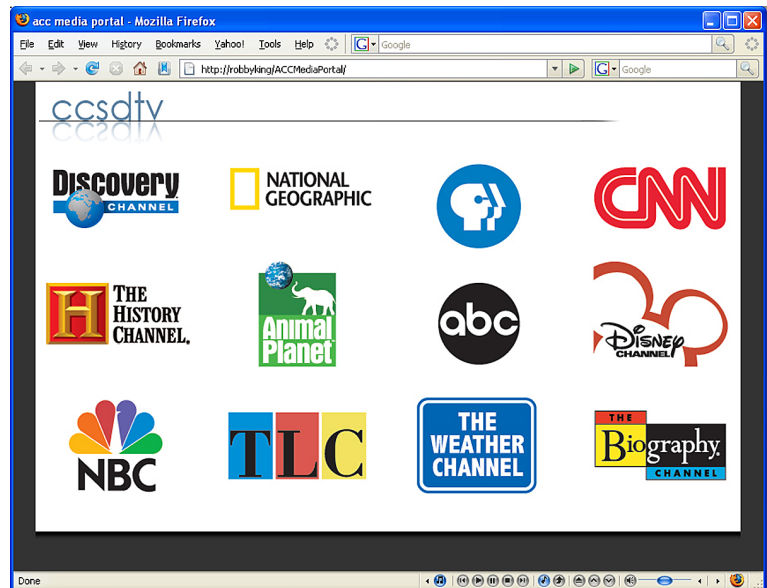 acc media portal - Mozilla Firefox
File Edit View History Bookmarks Yahoo! Tools Help G Google
http://robbyking/ACCMediaPortal/ G Google
ccsdtv
DISCOVERY
CHANNEL
NATIONAL
GEOGRAPHIC
CNN
H
THE
HISTORY
CHANNEL.
ANIMAL
PLANET
abc
DISNEY
CHANNEL
NBC
TLC
THE
WEATHER
CHANNEL
THE
Biography.
CHANNEL
Done